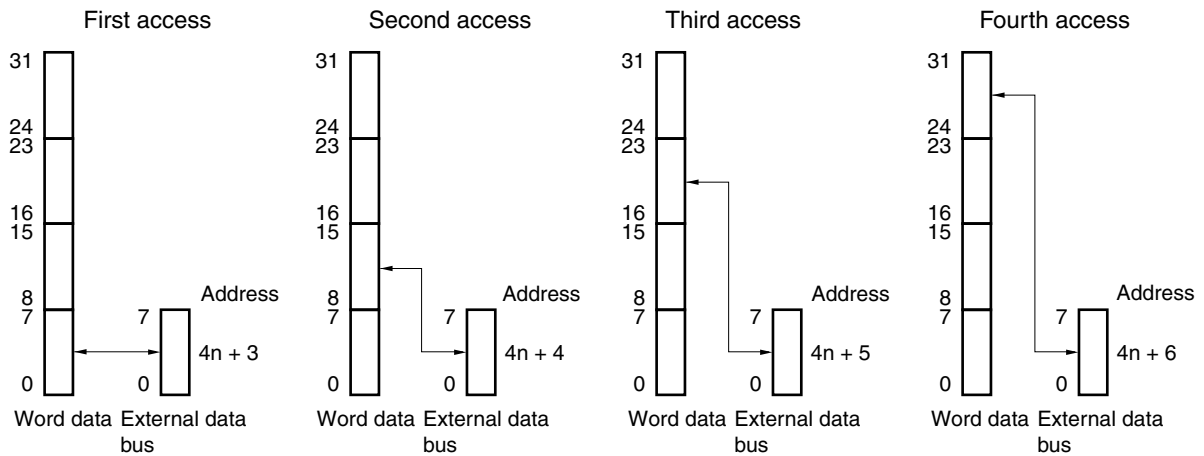 First access
31
24
23
16
15
8
7
0
Address
7
4n + 3
0
Word data External data
bus
Second access
31
24
23
16
15
8
7
0
Address
7
4n + 4
0
Word data External data
bus
Third access
31
24
23
16
15
8
7
0
Address
7
4n + 5
0
Word data External data
bus
Fourth access
31
24
23
16
15
8
7
0
Address
7
4n + 6
0
Word data External data
bus